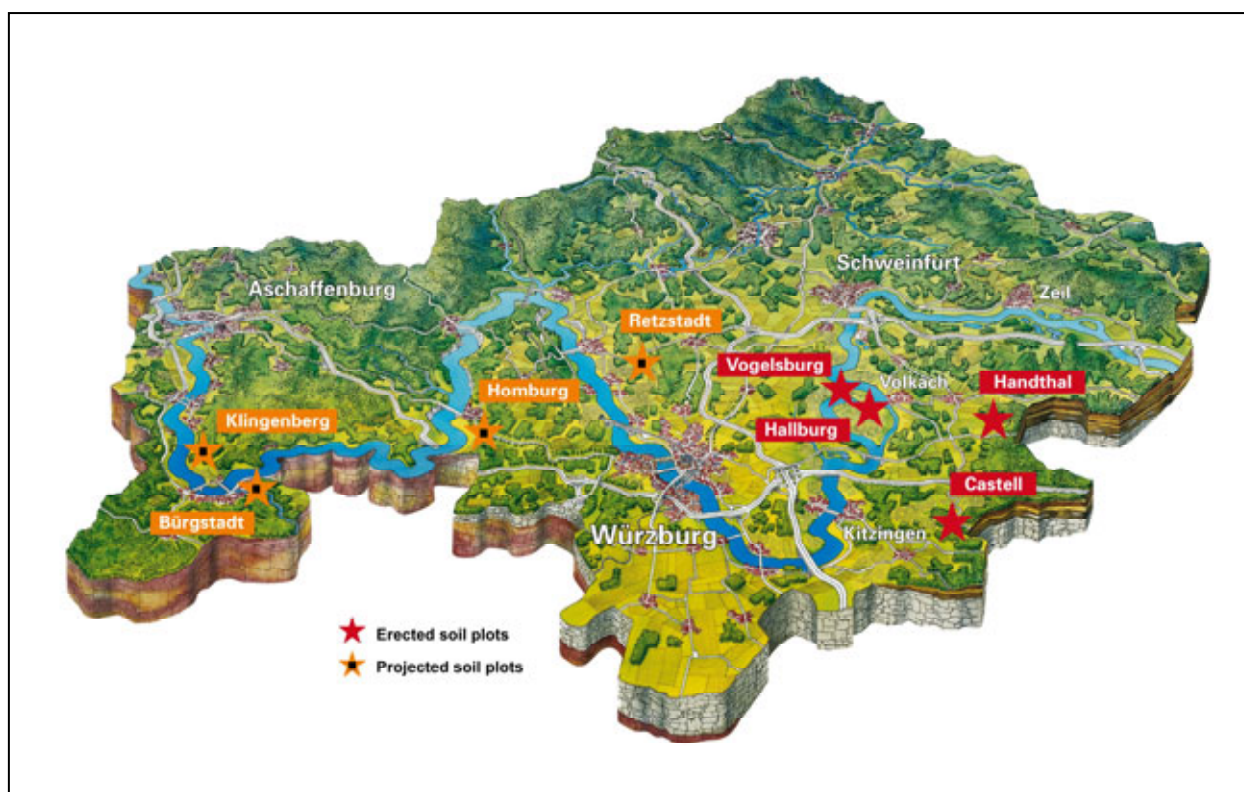 Schweinfurt
Aschaffenburg
Zeil
Retzstadt
Vogelsburg
Volkach
Handthal
Homburg
Klingenberg
Hallburg
Castell
Bürgstadt
Würzburg
Kitzingen
Erected soil plots
Projected soil plots